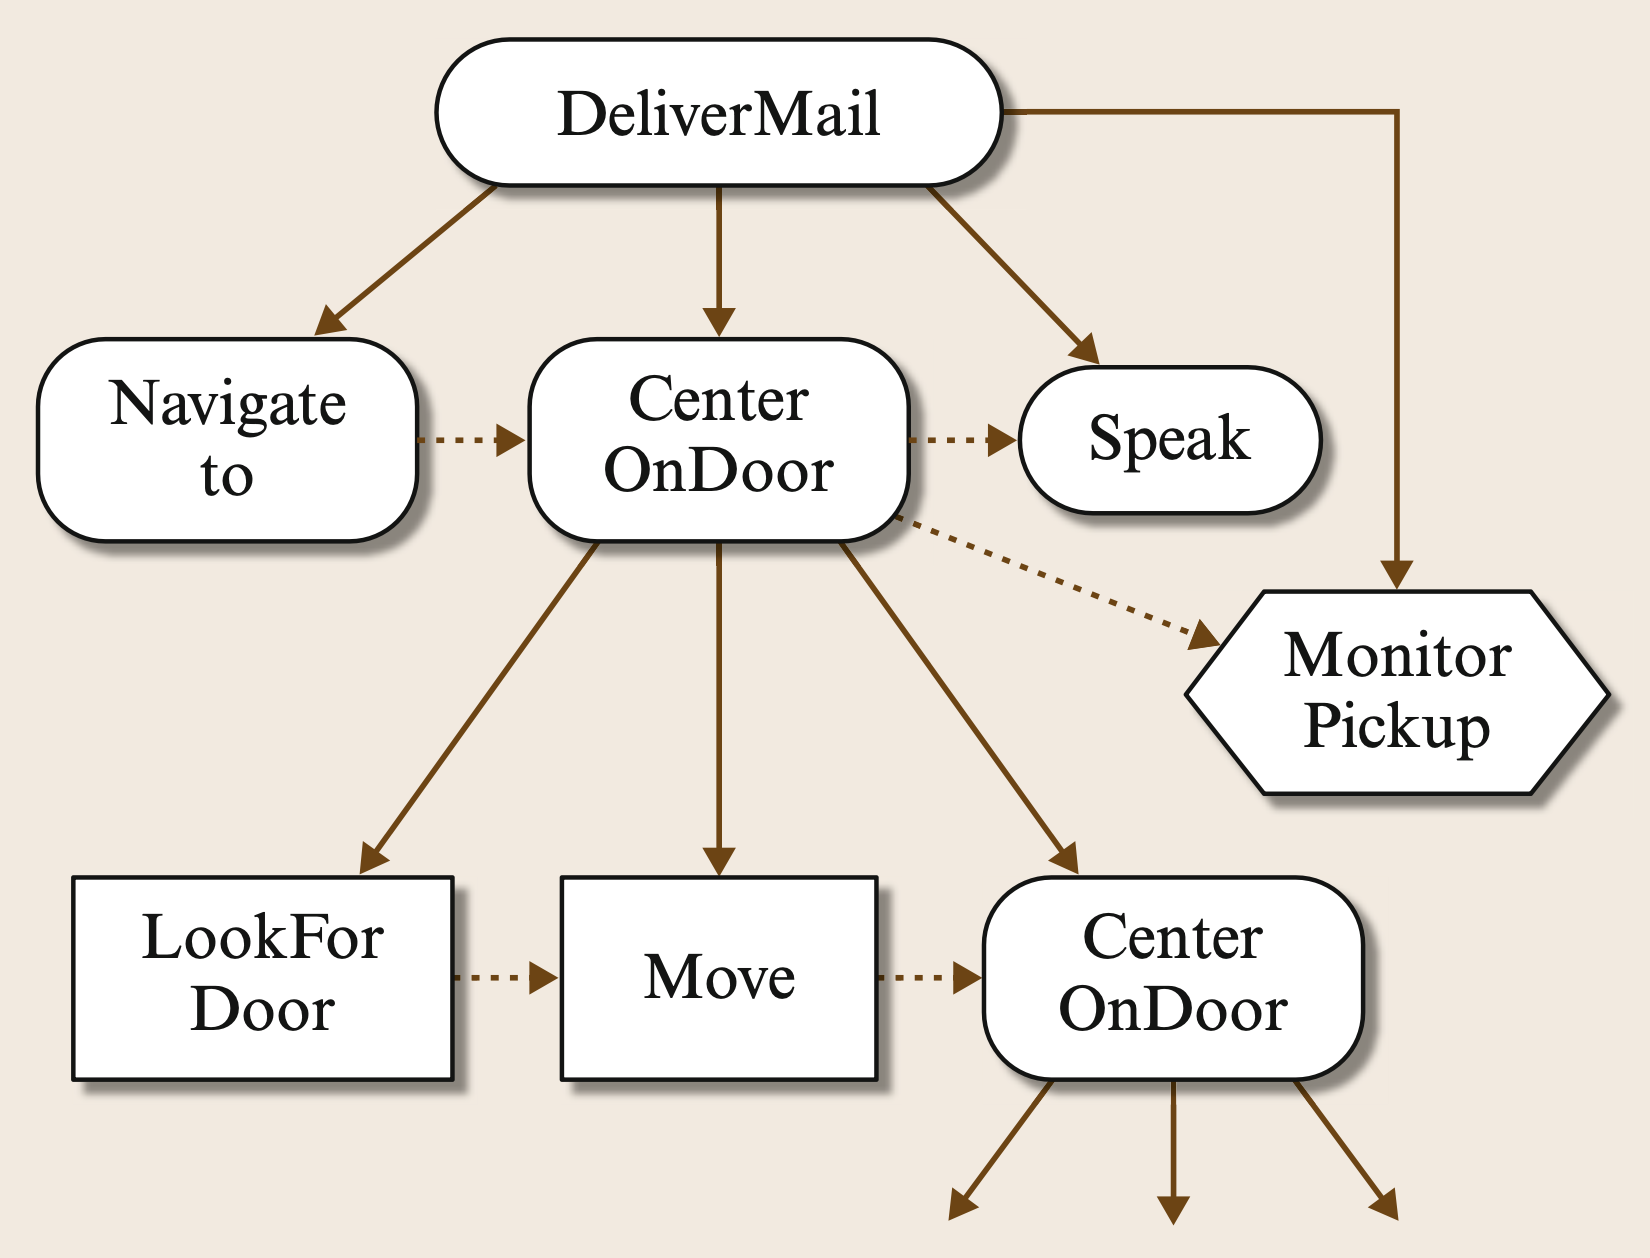 DeliverMail
Navigate
to
Center
OnDoor
Speak
Monitor
Pickup
LookFor
Door
Move
Center
OnDoor